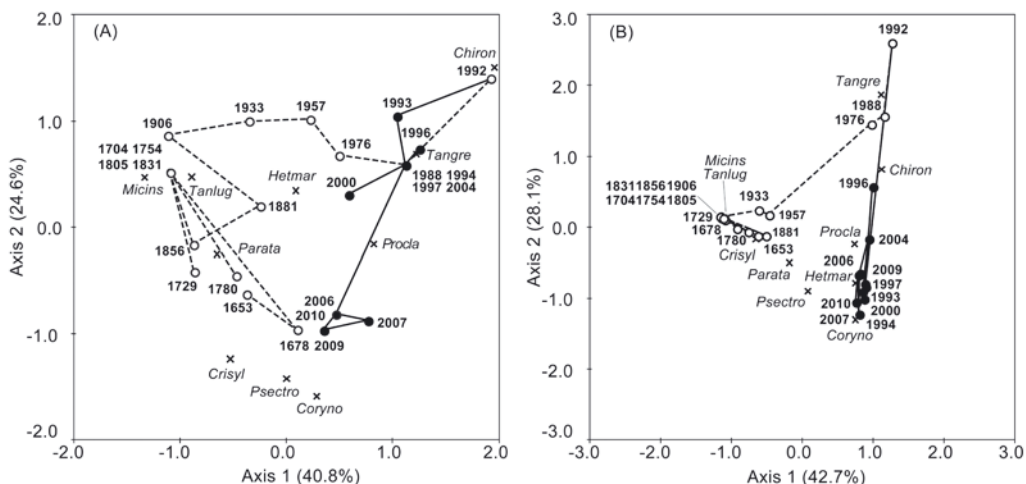 (A)
2.0
1.0
0.0
-1.0
-2.0
Axis 2 (24.6%)
-2.0 -1.0 0.0 1.0 2.0
Axis 1 (40.8%)
Chiron
1992
1993
1957
1933
1906
1976
1996
Tangre
1704 1754
1805 1831
Micins
Tanlug
Hetmar
1988 1994
1997 2004
2000
1881
1856
Parata
Procla
1729
1780
1653
2006
2010
2007
1678
2009
Crisyl
Psectro
Coryno
(B)
3.0
2.0
1.0
0.0
-1.0
-2.0
-3.0
Axis 2 (28.1%)
-3.0 -2.0 -1.0 0.0 1.0 2.0 3.0
Axis 1 (42.7%)
1992
Tangre
1988
1976
Chiron
Micins
Tanlug
1996
183118561906
170417541805
1933
1729
1957
1678
1881
1780
1653
Crisyl
Procla
2004
Parata
2006
2009
Hetmar
1997
Psectro
1993
2010
2000
2007
1994
Coryno